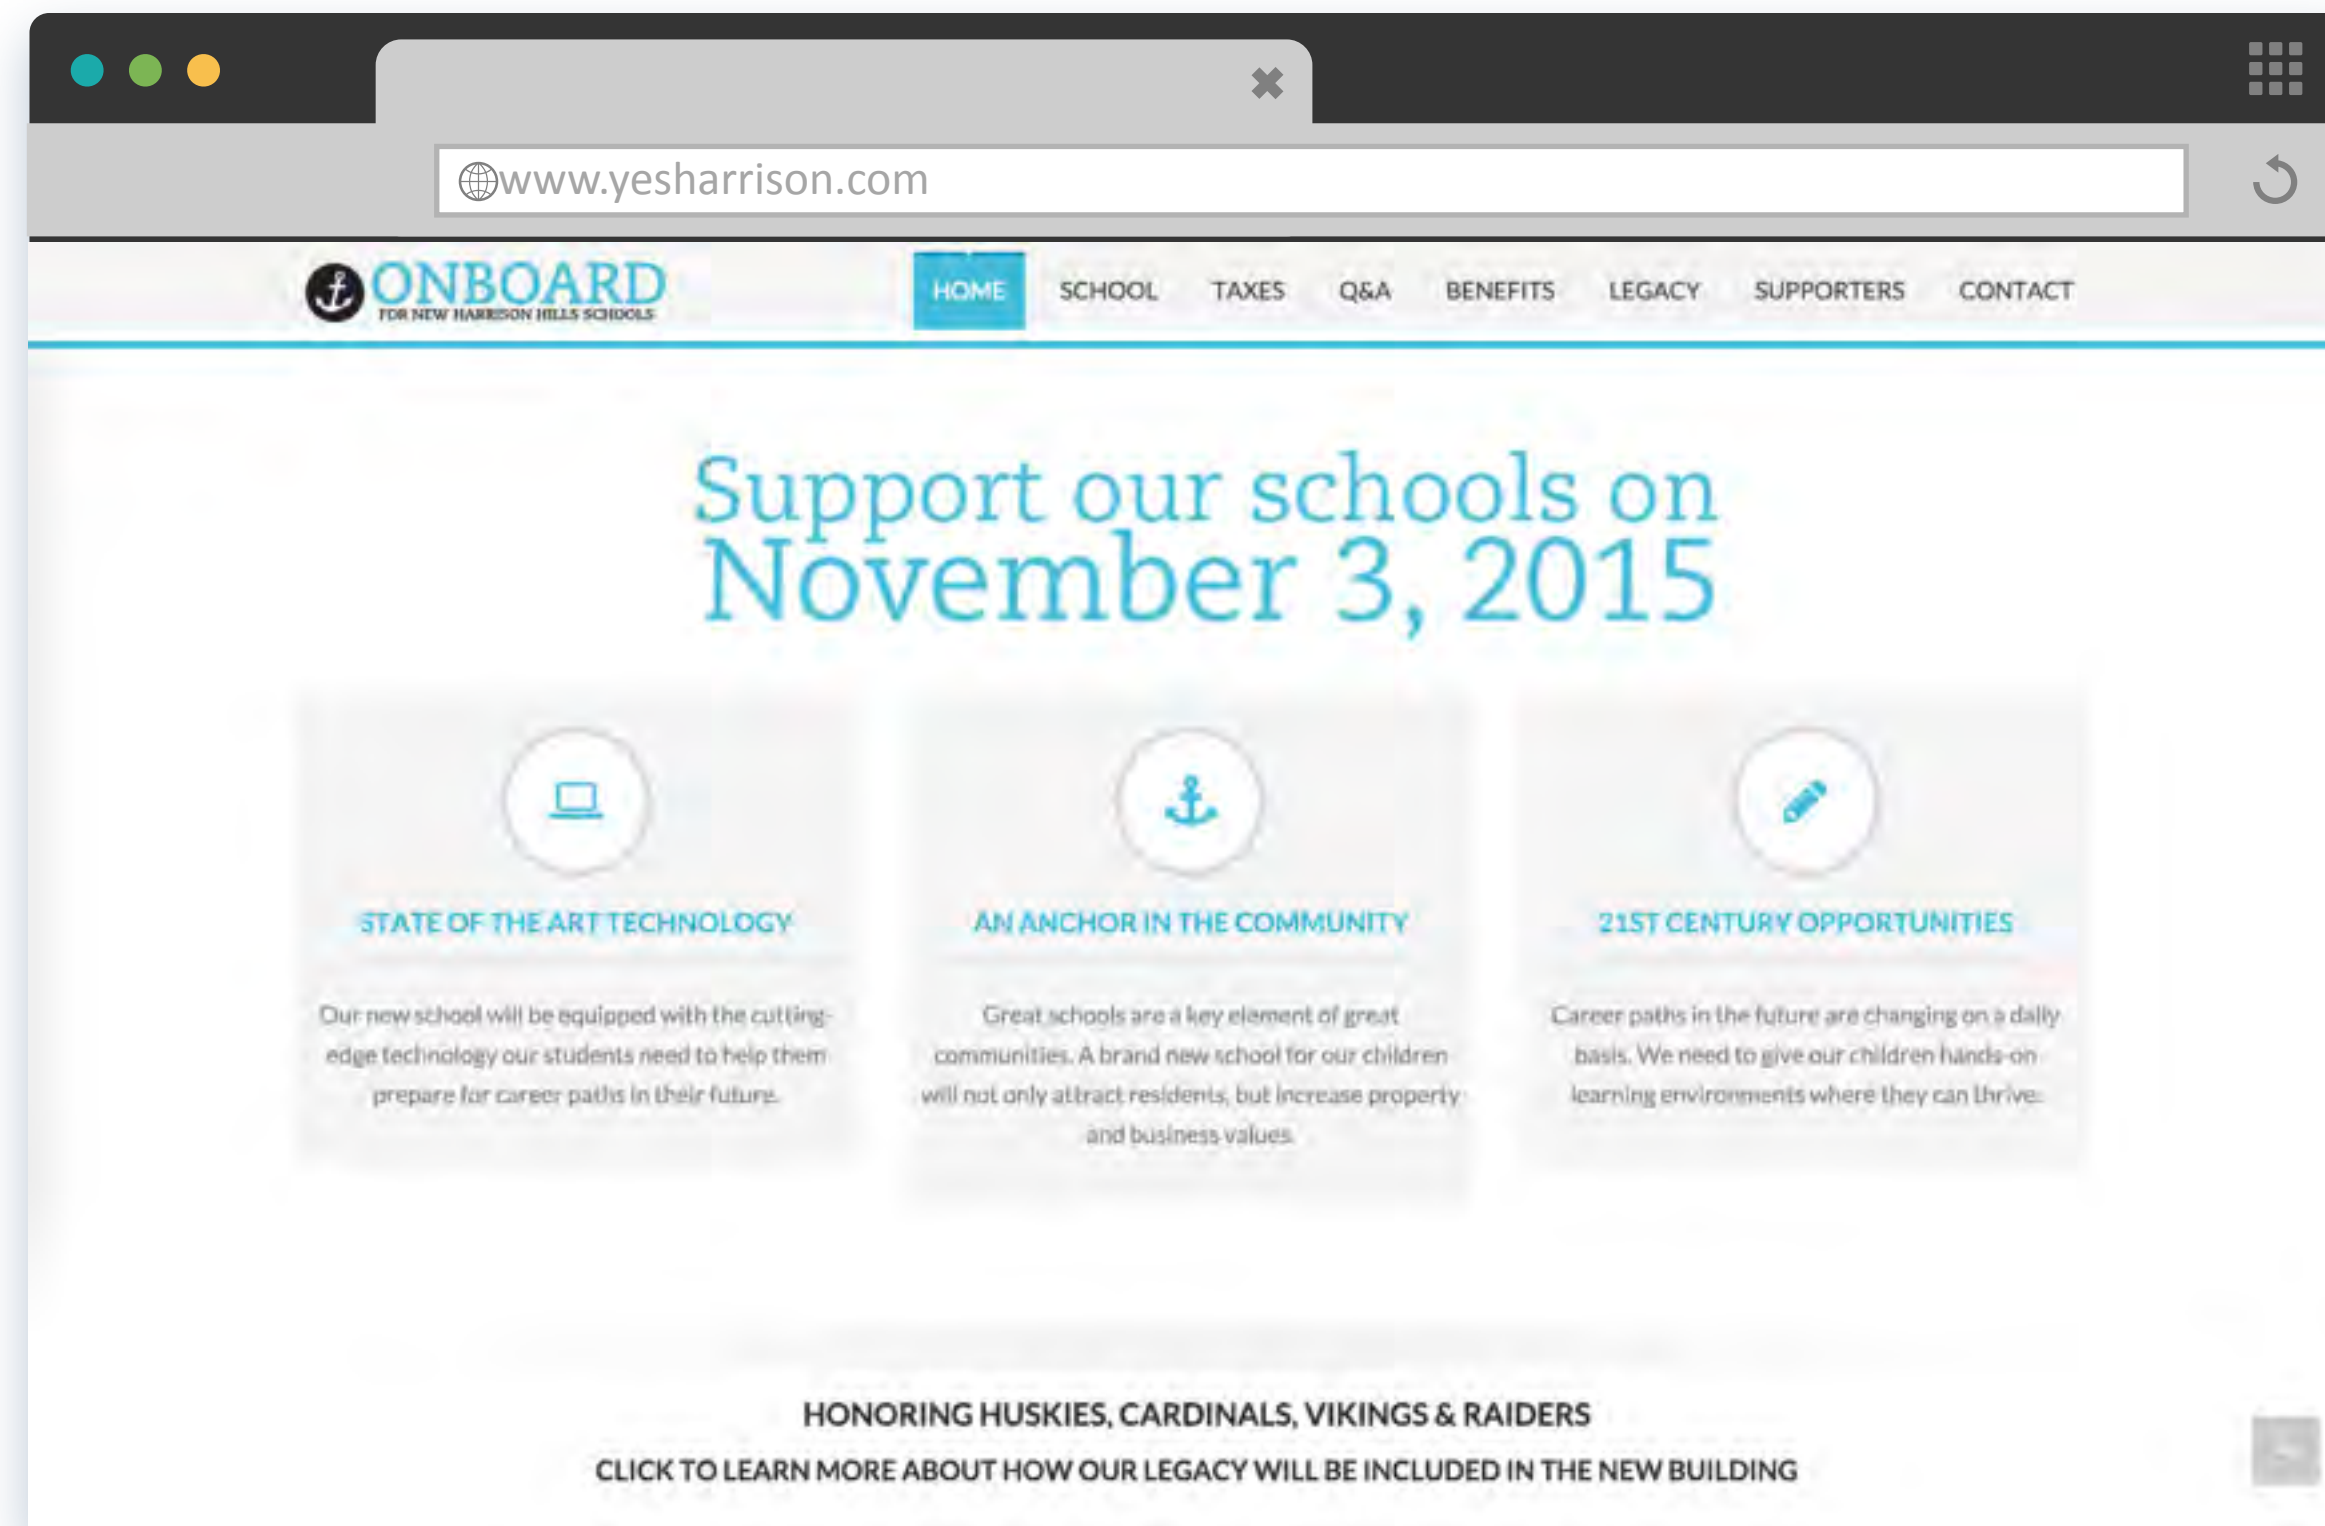 www.yesharrison.com
ONBOARD
FOR NEW HARRISON HILLS SCHOOLS
HOME SCHOOL TAXES Q&A BENEFITS LEGACY SUPPORTERS CONTACT
Support our schools on
November 3, 2015
STATE OF THE ART TECHNOLOGY
Our new school will be equipped with the cutting-
edge technology our students need to help them
prepare for career paths in their future.
AN ANCHOR IN THE COMMUNITY
Great schools are a key element of great
communities. A brand new school for our children
will not only attract residents, but increase property
and business values.
21ST CENTURY OPPORTUNITIES
Career paths in the future are changing on a daily
basis. We need to give our children hands-on
learning environments where they can thrive.
HONORING HUSKIES, CARDINALS, VIKINGS & RAIDERS
CLICK TO LEARN MORE ABOUT HOW OUR LEGACY WILL BE INCLUDED IN THE NEW BUILDING